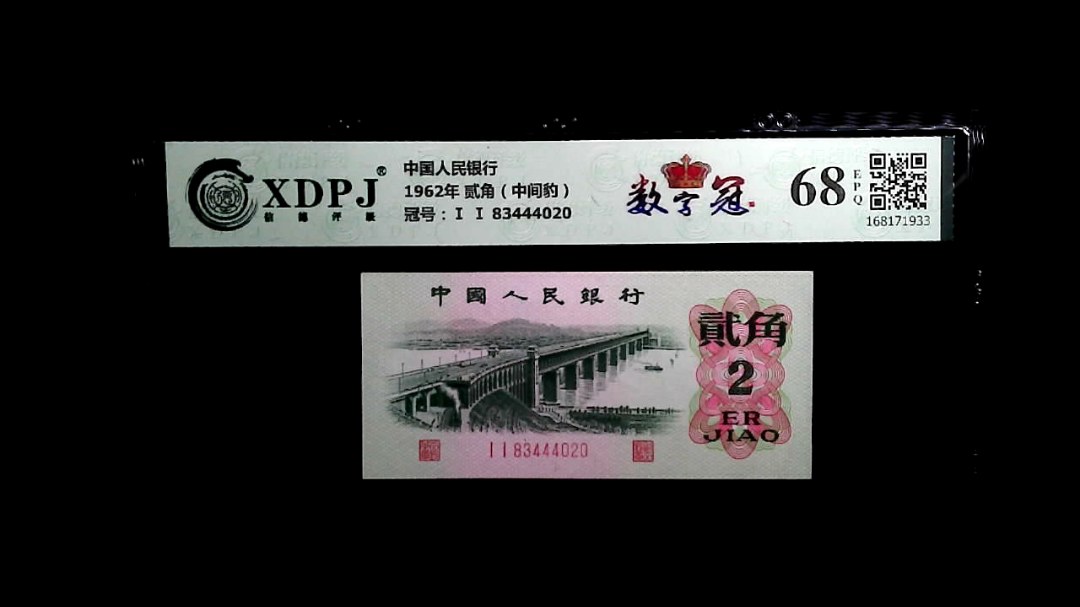 XDPJ®
信德评级
中国人民银行
1962年 贰角（中间豹）
冠号：I I 83444020
数字冠
68
EPQ
168171933
中國人民銀行
貳角
2
ER
JIAO
I I 83444020